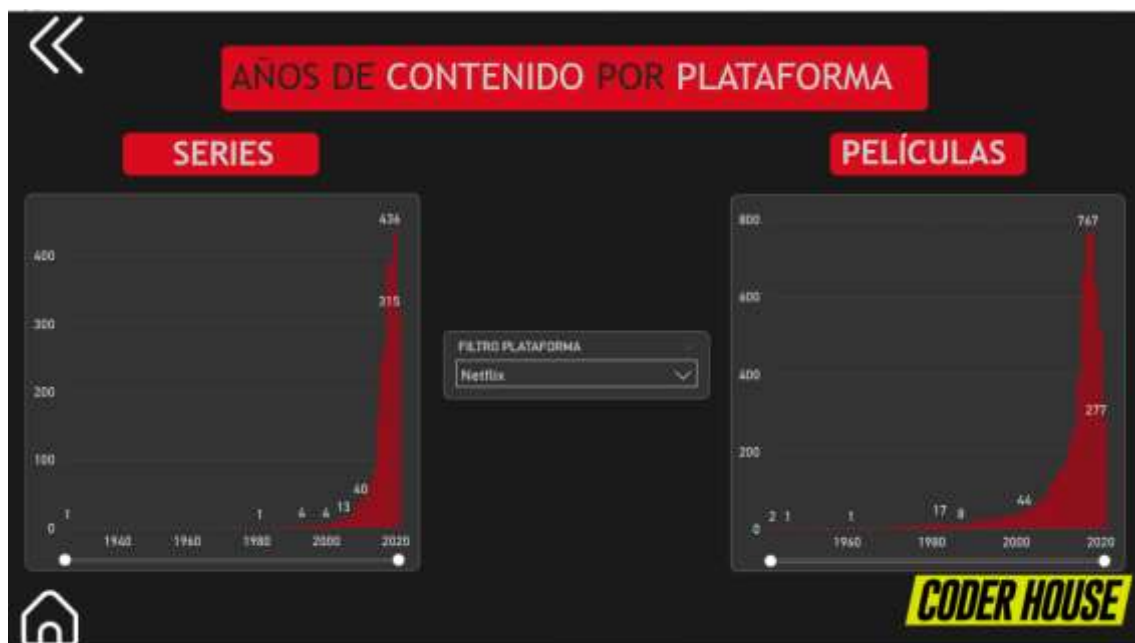 AÑOS DE CONTENIDO POR PLATAFORMA
SERIES
436
400
315
300
200
100
40
13
4
4
1
1
0
1940 1960 1980 2000 2020
FILTRO PLATAFORMA
Netflix
PELÍCULAS
800
767
600
400
277
200
44
17 8
2 1 1
0
1960 1980 2000 2020
CODER HOUSE